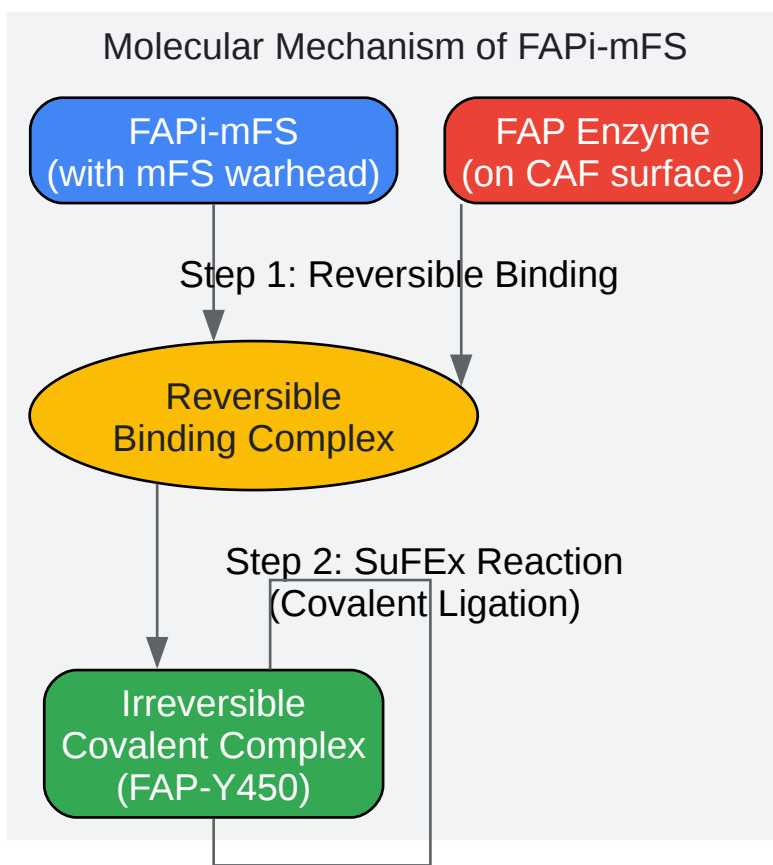 Molecular Mechanism of FAPi-mFS
FAPi-mFS
(with mFS warhead)
FAP Enzyme
(on CAF surface)
Step 1: Reversible Binding
Reversible
Binding Complex
Step 2: SuFEx Reaction
(Covalent Ligation)
Irreversible
Covalent Complex
(FAP-Y450)